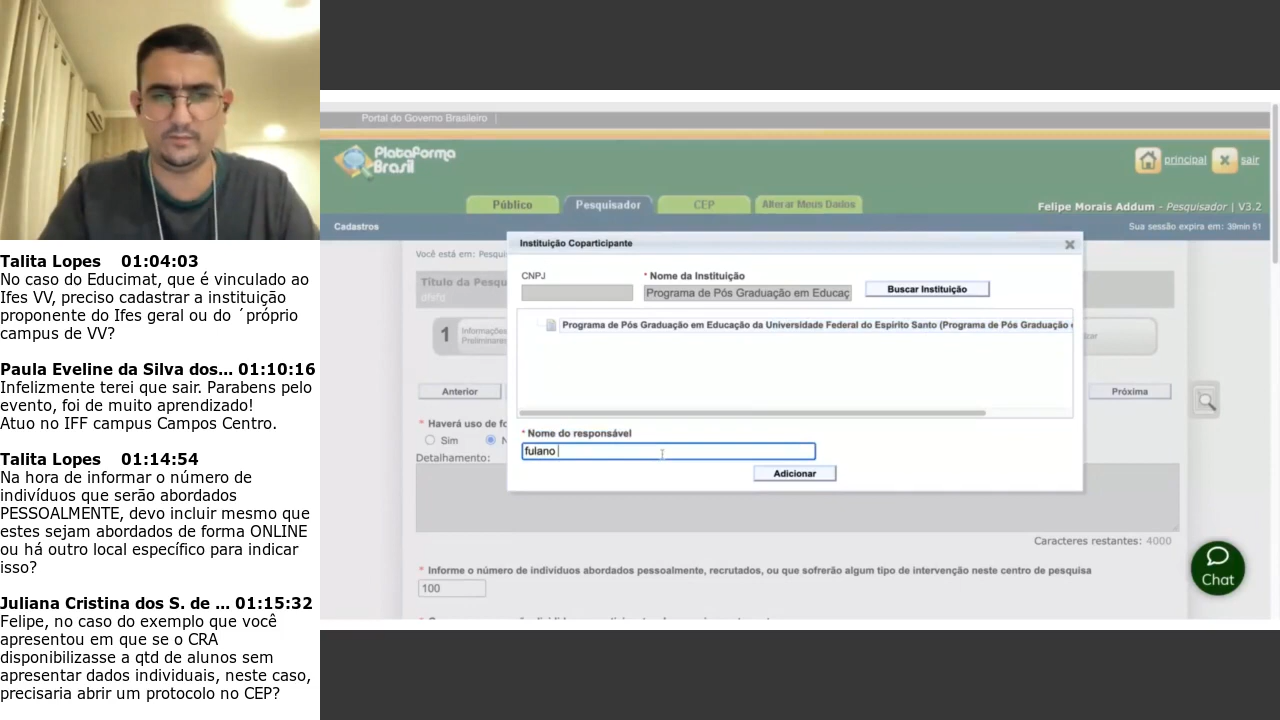 Talita Lopes 01:04:03
No caso do Educimat, que é vinculado ao
Ifes VV, preciso cadastrar a instituição
proponente do Ifes geral ou do ´próprio
campus de VV?
Paula Eveline da Silva dos... 01:10:16
Infelizmente terei que sair. Parabens pelo
evento, foi de muito aprendizado!
Atuo no IFF campus Campos Centro.
Talita Lopes 01:14:54
Na hora de informar o número de
indivíduos que serão abordados
PESSOALMENTE, devo incluir mesmo que
estes sejam abordados de forma ONLINE
ou há outro local específico para indicar
isso?
Juliana Cristina dos S. de ... 01:15:32
Felipe, no caso do exemplo que você
apresentou em que se o CRA
disponibilizasse a qtd de alunos sem
apresentar dados individuais, neste caso,
precisaria abrir um protocolo no CEP?
Portal do Governo Brasileiro
Plataforma
Brasil
principal sair
Público Pesquisador CEP Alterar Meus Dados
Felipe Morais Addum - Pesquisador | V3.2
Cadastros
Sua sessão expira em: 39min 51
Você está em: Pesqui
Título da Pesqu
1 Informações
Preliminares
Instituição Coparticipante
CNPJ * Nome da Instituição
Programa de Pós Graduação em Educaç Buscar Instituição
Programa de Pós Graduação em Educação da Universidade Federal do Espírito Santo (Programa de Pós Graduação
* Nome do responsável
fulano
Adicionar
Anterior Próxima
* Haverá uso de fo
Sim N
Detalhamento:
Caracteres restantes: 4000
* Informe o número de indivíduos abordados pessoalmente, recrutados, ou que sofrerão algum tipo de intervenção neste centro de pesquisa
100
Chat